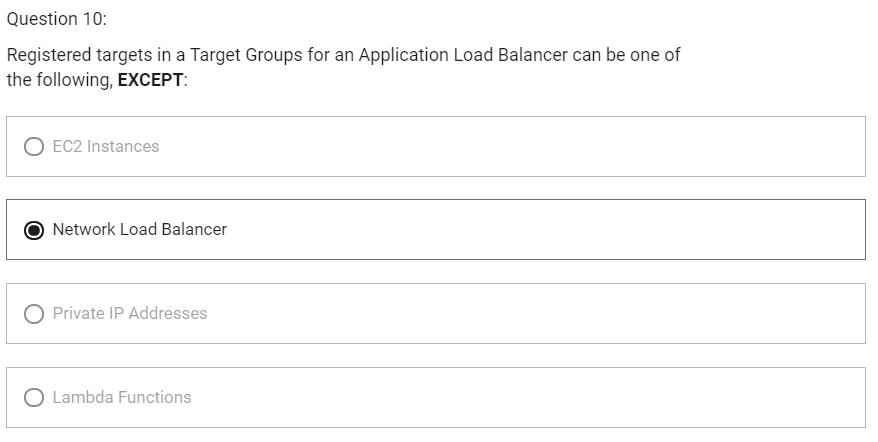 Question 10:
Registered targets in a Target Groups for an Application Load Balancer can be one of
the following, EXCEPT:
EC2 Instances
Network Load Balancer
Private IP Addresses
Lambda Functions